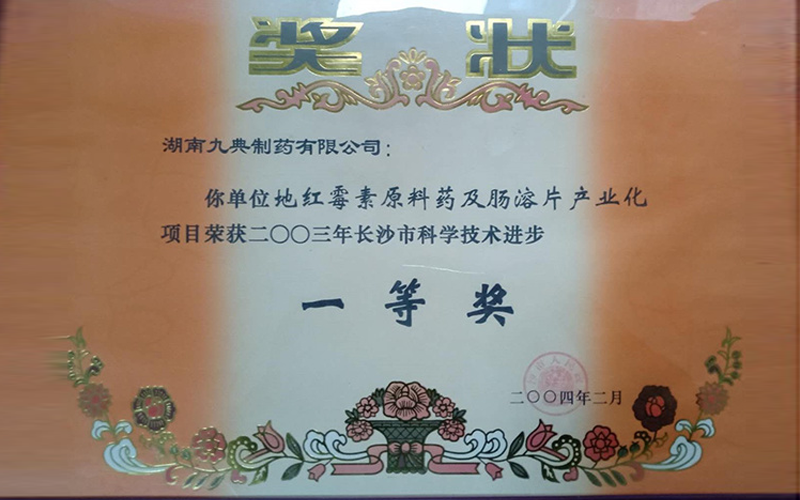 奖状
湖南九典制药有限公司：
你单位地红霉素原料药及肠溶片产业化
项目荣获二〇〇三年长沙市科学技术进步
一等奖
二〇〇四年二月